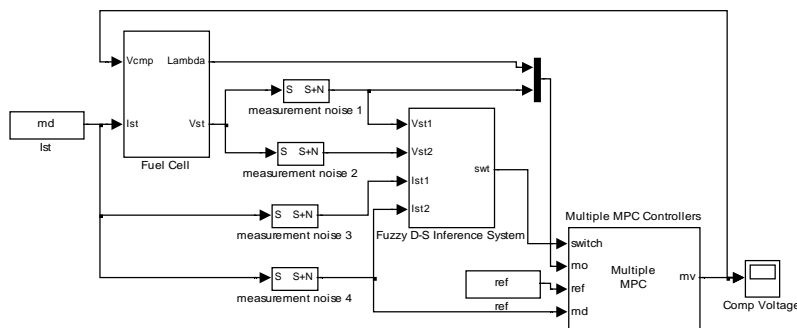 Vcmp Lambda
Ist Vst
Fuel Cell
md
Ist
S S+N
measurement noise 1
S S+N
measurement noise 2
S S+N
measurement noise 3
S S+N
measurement noise 4
Vst1
Vst2
Ist1
Ist2
swt
Fuzzy D-S Inference System
ref
ref
Multiple MPC Controllers
switch
mo
ref
md
Multiple
MPC
mv
Comp Voltage